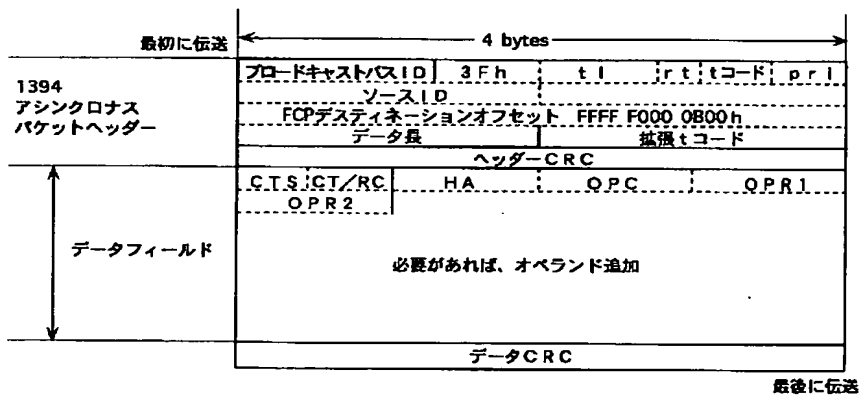 最初に伝送
4 bytes
1394
アシンクロナス
パケットヘッダー
ブロードキャストバスID 3Fh tl rt tコード pri
ソースID
FCPデスティネーションオフセット FFFF F000 0B00h
データ長 拡張tコード
ヘッダーCRC
CTS CT/RC HA OPC OPR1
OPR2
データフィールド
必要があれば、オペランド追加
データCRC
最後に伝送